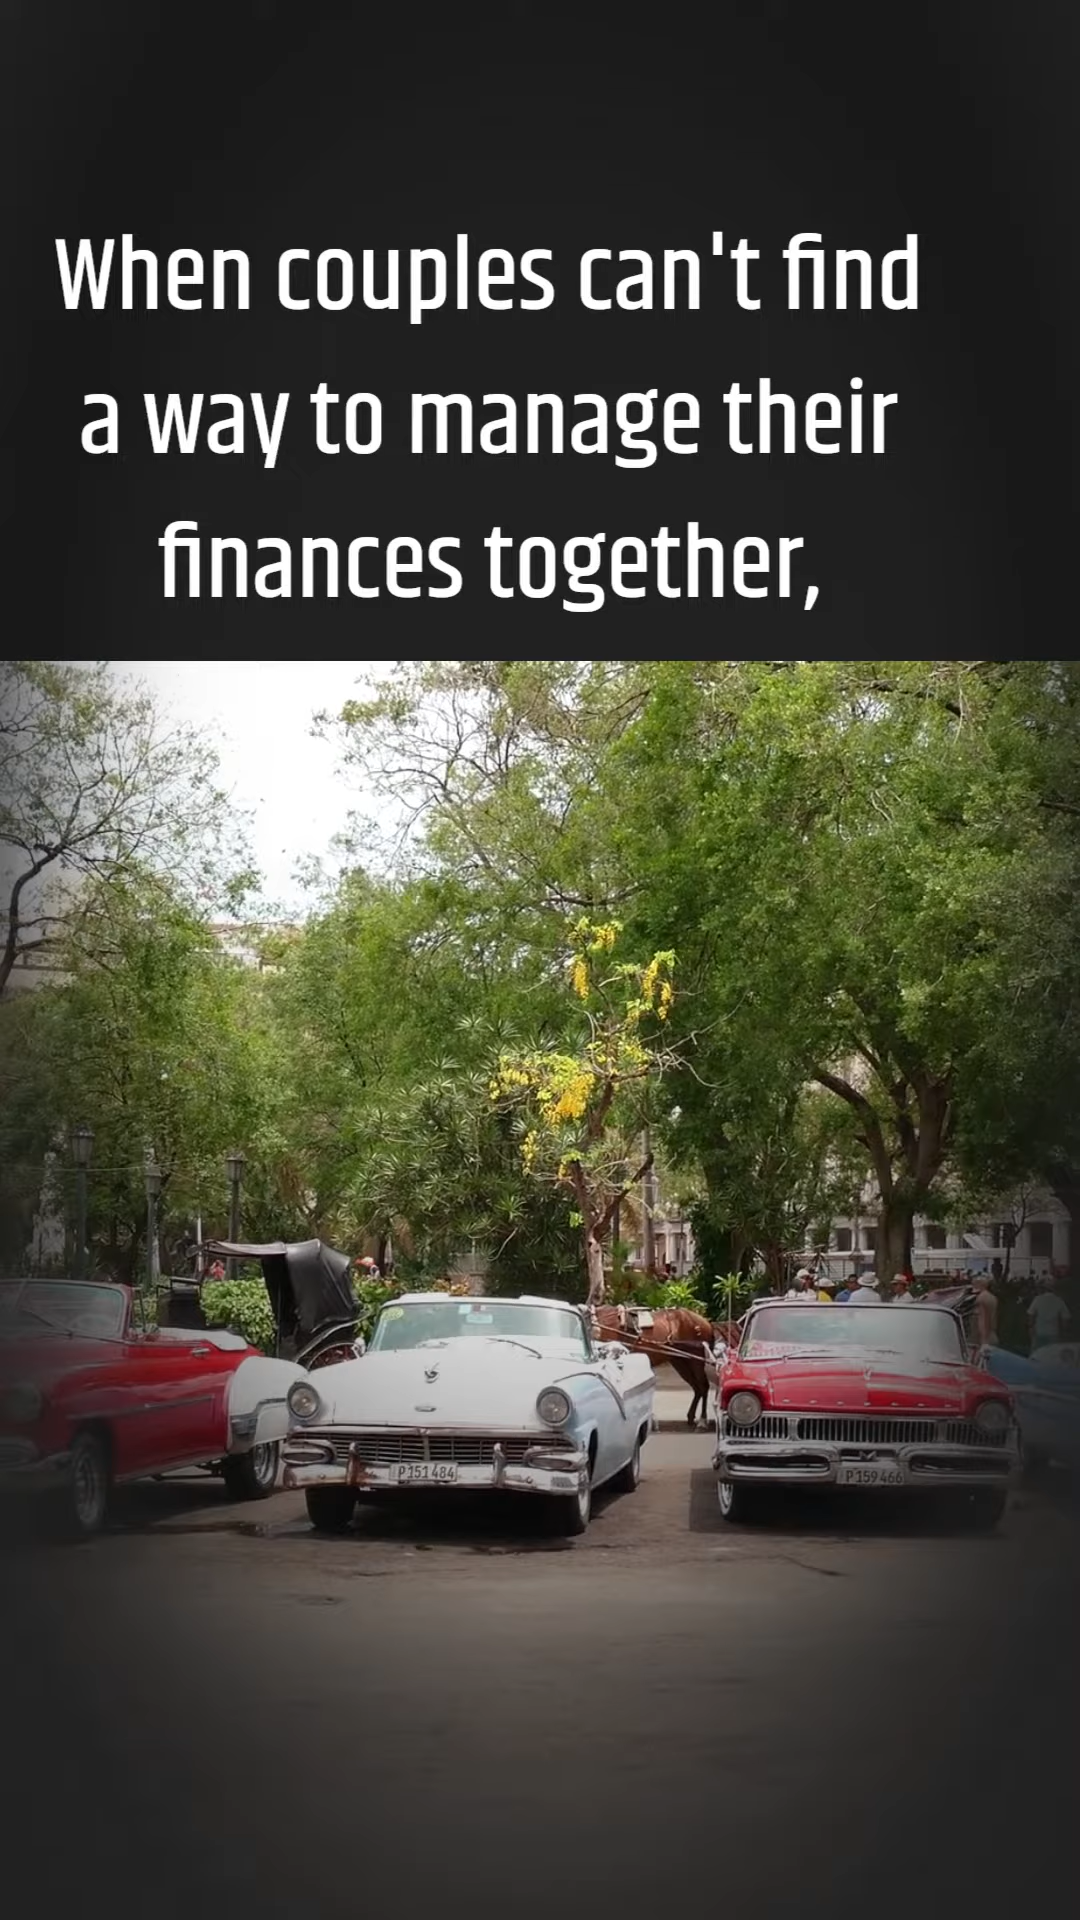 When couples can't find
a way to manage their
finances together,
P151 484
P159 466